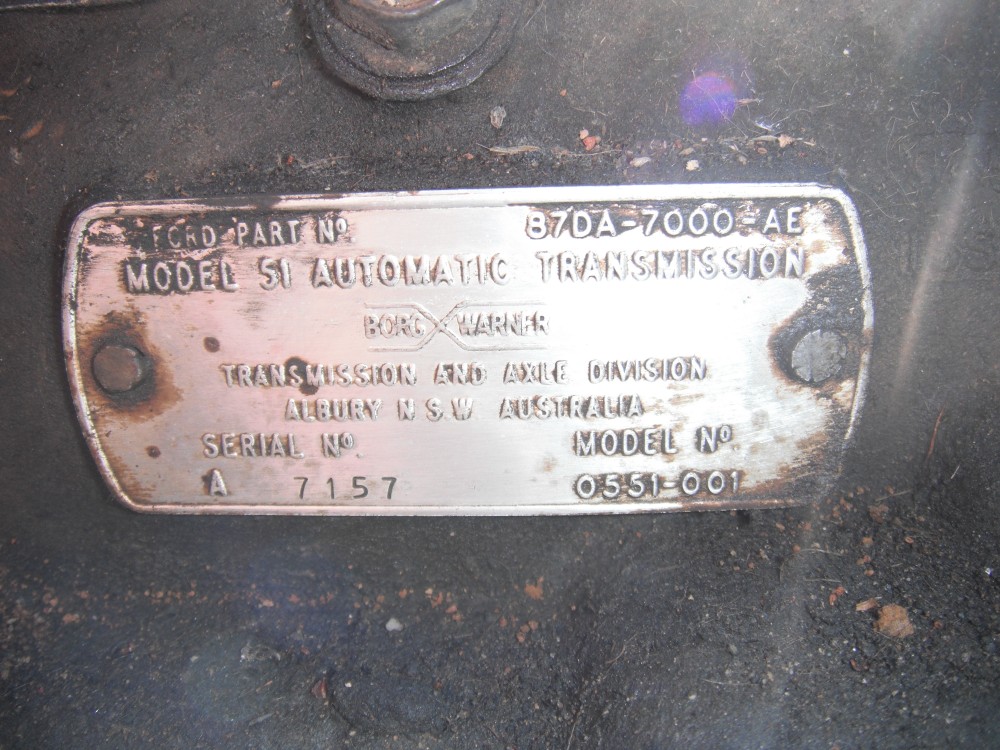 FORD PART Nº. 87DA-7000-AE
MODEL 51 AUTOMATIC TRANSMISSION
BORG WARNER
TRANSMISSION AND AXLE DIVISION
ALBURY N S.W AUSTRALIA
SERIAL Nº. MODEL Nº.
A 7157 0551-001